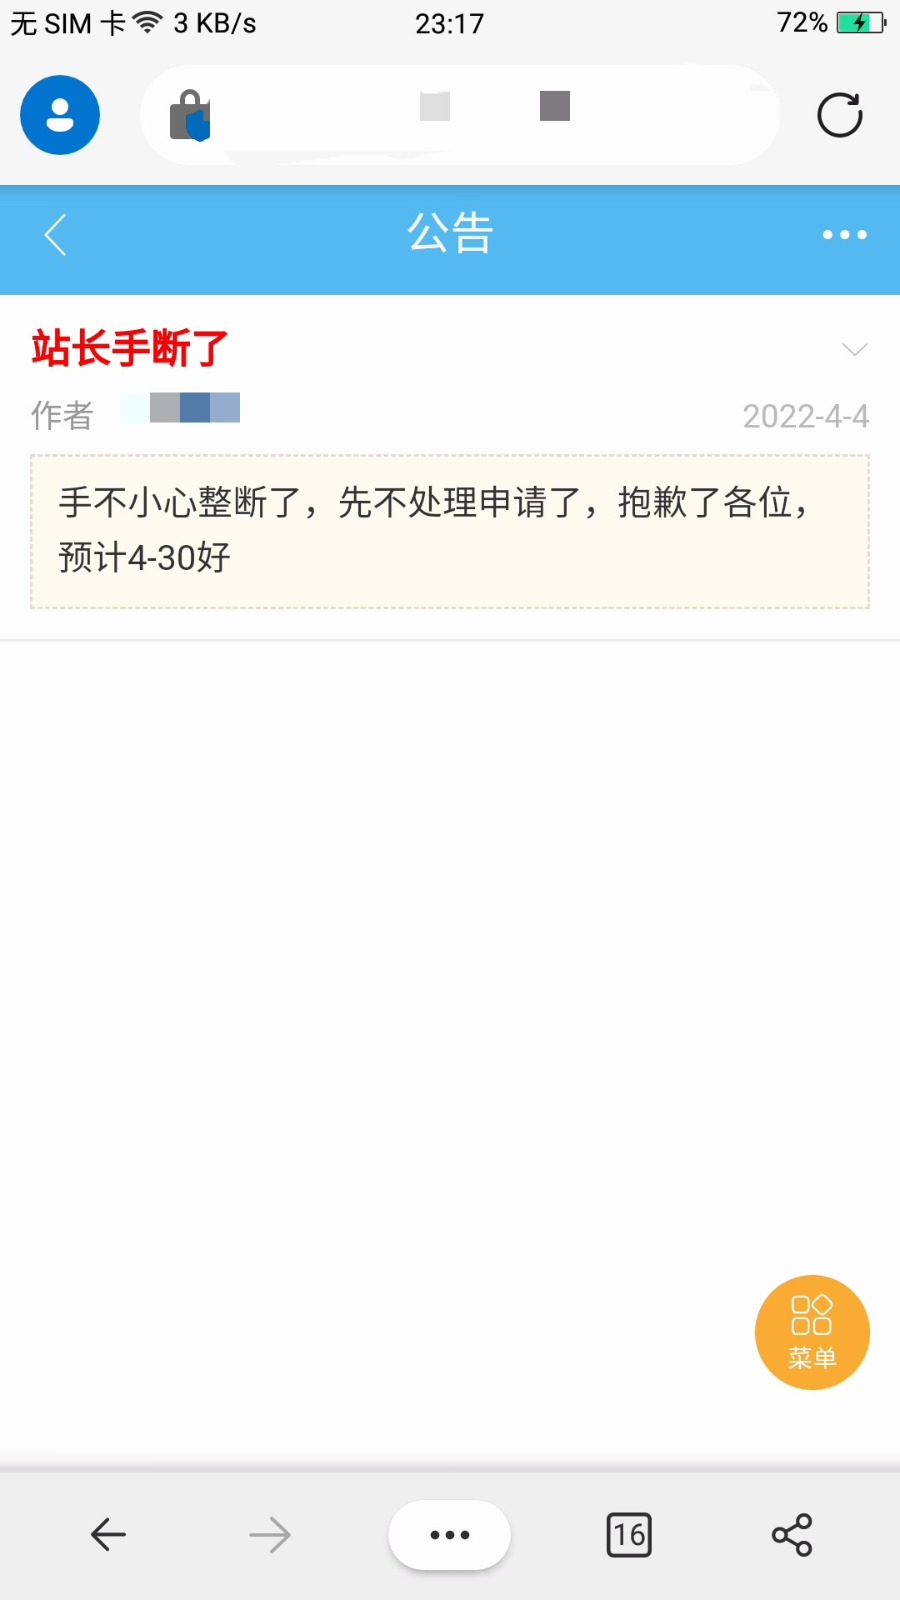 无 SIM 卡 3 KB/s 23:17 72%
公告
站长手断了
作者 2022-4-4
手不小心整断了，先不处理申请了，抱歉了各位，
预计4-30好
菜单
16